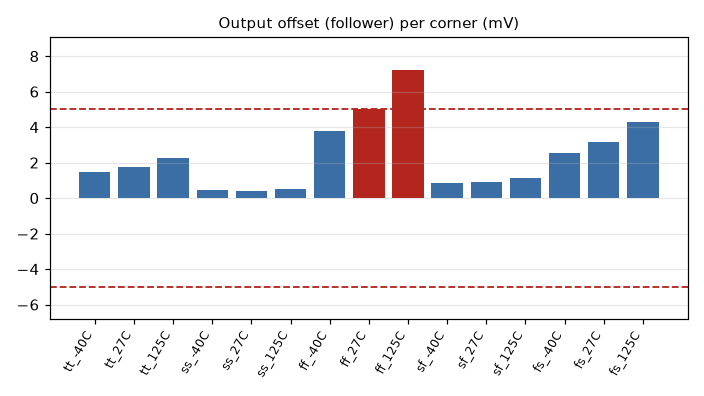 Output offset (follower) per corner (mV)
8
6
4
2
0
−2
−4
−6
tt_-40C
tt_27C
tt_125C
ss_-40C
ss_27C
ss_125C
ff_-40C
ff_27C
ff_125C
sf_-40C
sf_27C
sf_125C
fs_-40C
fs_27C
fs_125C